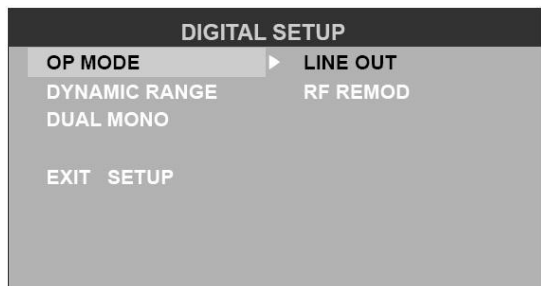 DIGITAL SETUP
OP MODE LINE OUT
DYNAMIC RANGE RF REMOD
DUAL MONO
EXIT SETUP